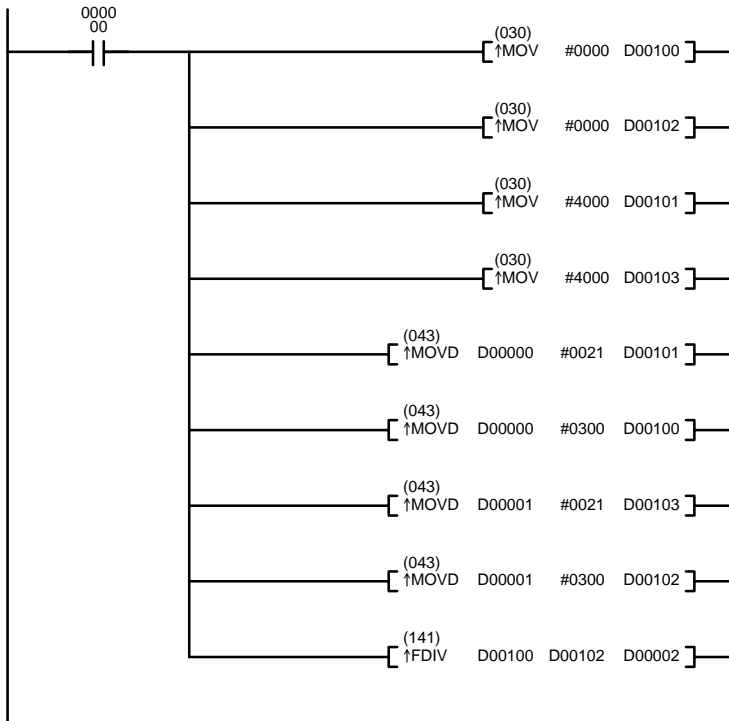 0000
00
(030)
↑MOV #0000 D00100
(030)
↑MOV #0000 D00102
(030)
↑MOV #4000 D00101
(030)
↑MOV #4000 D00103
(043)
↑MOVD D00000 #0021 D00101
(043)
↑MOVD D00000 #0300 D00100
(043)
↑MOVD D00001 #0021 D00103
(043)
↑MOVD D00001 #0300 D00102
(141)
↑FDIV D00100 D00102 D00002